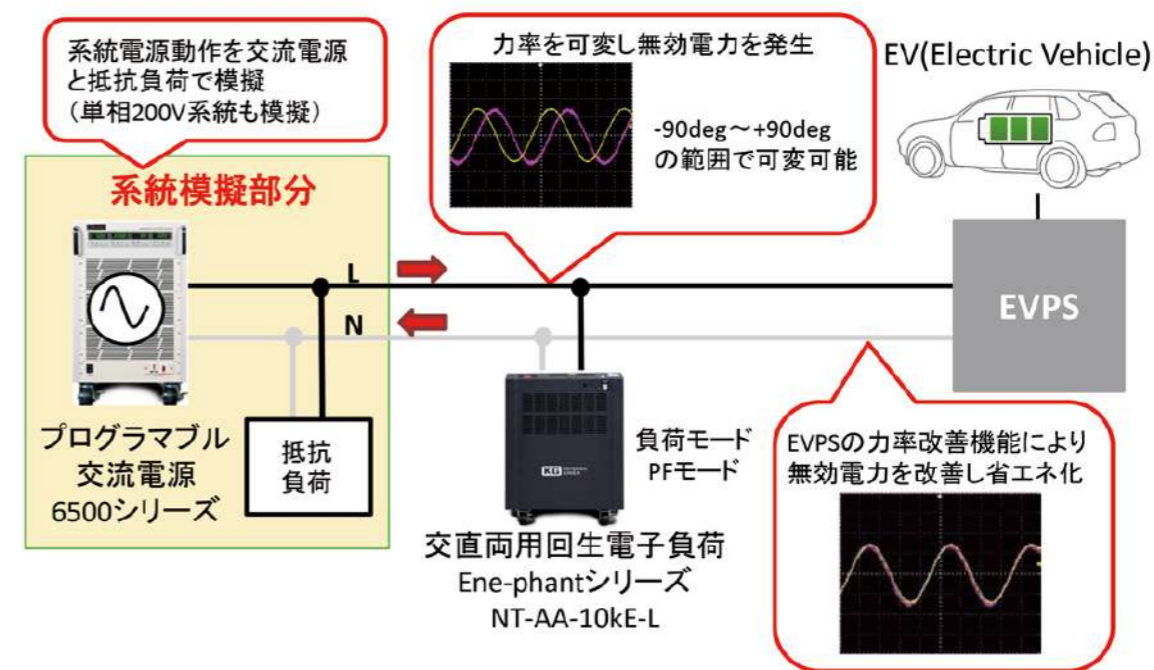 系統電源動作を交流電源
と抵抗負荷で模擬
（単相200V系統も模擬）
力率を可変し無効電力を発生
-90deg～+90deg
の範囲で可変可能
EV(Electric Vehicle)
系統模擬部分
L
N
EVPS
プログラマブル
交流電源
6500シリーズ
抵抗
負荷
KG
負荷モード
PFモード
交直両用回生電子負荷
Ene-phantシリーズ
NT-AA-10kE-L
EVPSの力率改善機能により
無効電力を改善し省エネ化